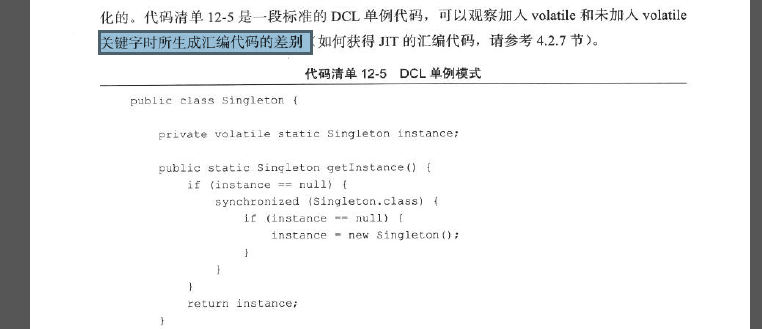 化的。代码清单 12-5 是一段标准的 DCL 单例代码，可以观察加入 volatile 和未加入 volatile
关键字时所生成汇编代码的差别（如何获得 JIT 的汇编代码，请参考 4.2.7 节）。
代码清单 12-5 DCL 单例模式
public class Singleton {
private volatile static Singleton instance;
public static Singleton getInstance() {
if (instance == null) {
synchronized (Singleton.class) {
if (instance == null) {
instance = new Singleton();
}
}
}
return instance;
}